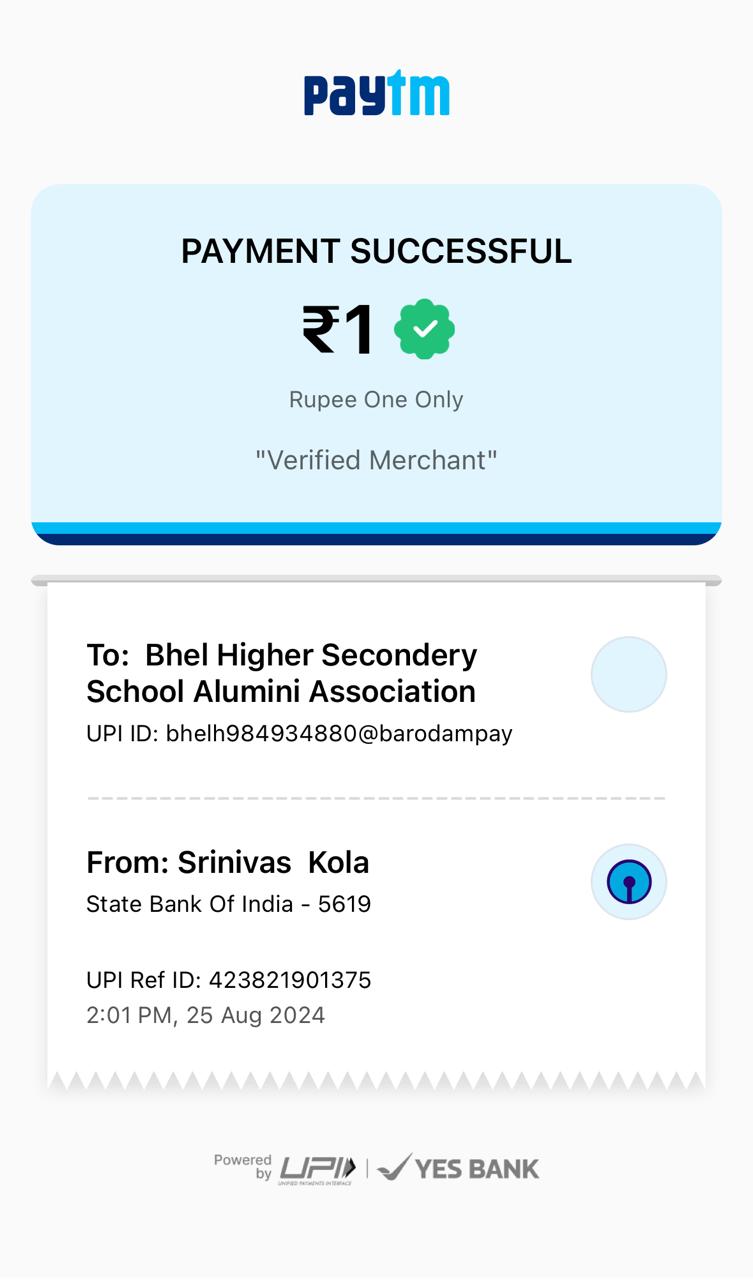 paytm
PAYMENT SUCCESSFUL
₹1
Rupee One Only
"Verified Merchant"
To: Bhel Higher Secondery
School Alumini Association
UPI ID: bhelh984934880@barodampay
From: Srinivas Kola
State Bank Of India - 5619
UPI Ref ID: 423821901375
2:01 PM, 25 Aug 2024
Powered by UPI | YES BANK
UNIFIED PAYMENTS INTERFACE